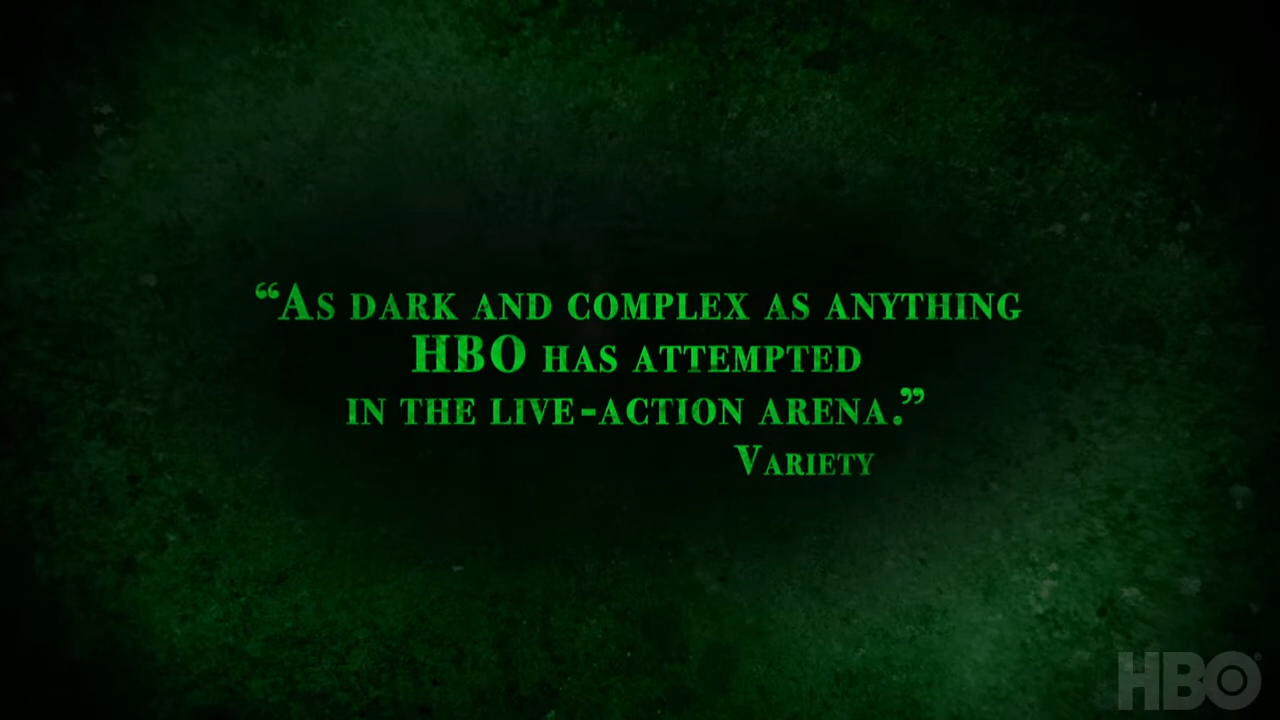 “As dark and complex as anything
HBO has attempted
in the live-action arena.”
Variety
HBO®